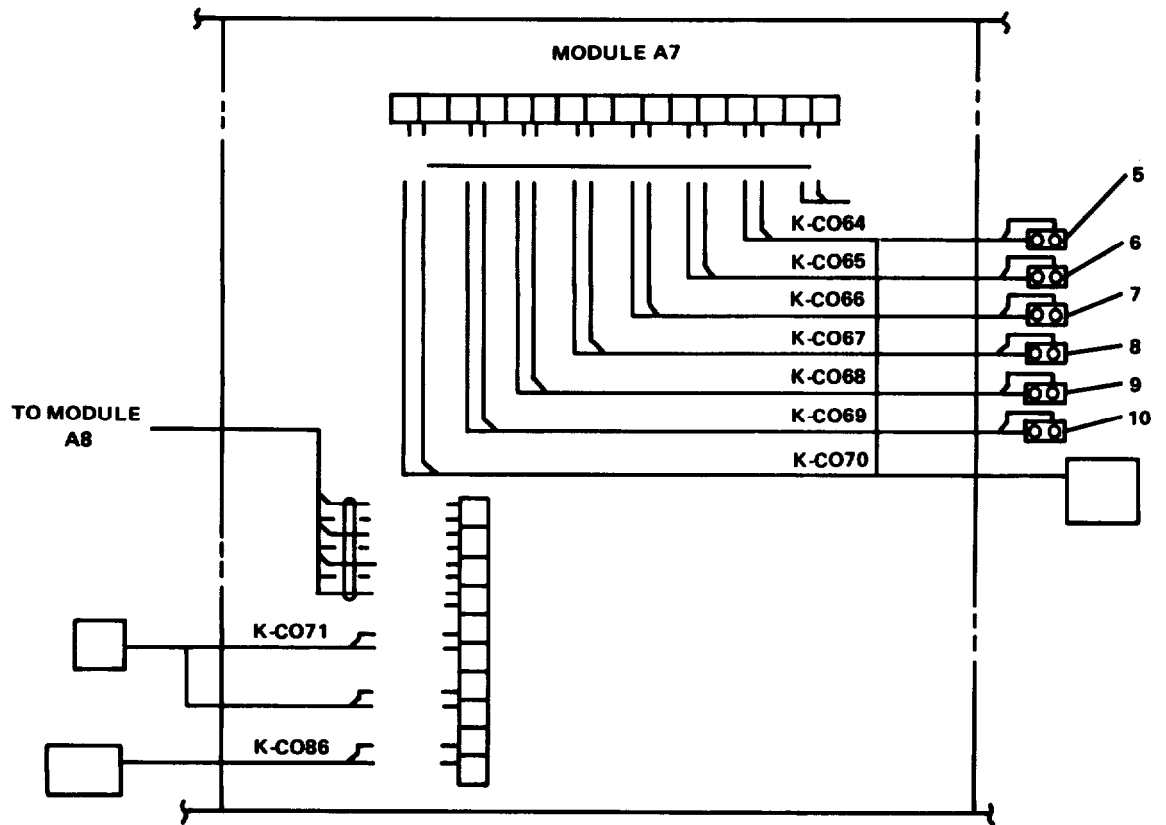 MODULE A7
5
K-CO64
6
K-CO65
7
K-CO66
8
K-CO67
9
K-CO68
10
K-CO69
K-CO70
TO MODULE
A8
K-CO71
K-CO86